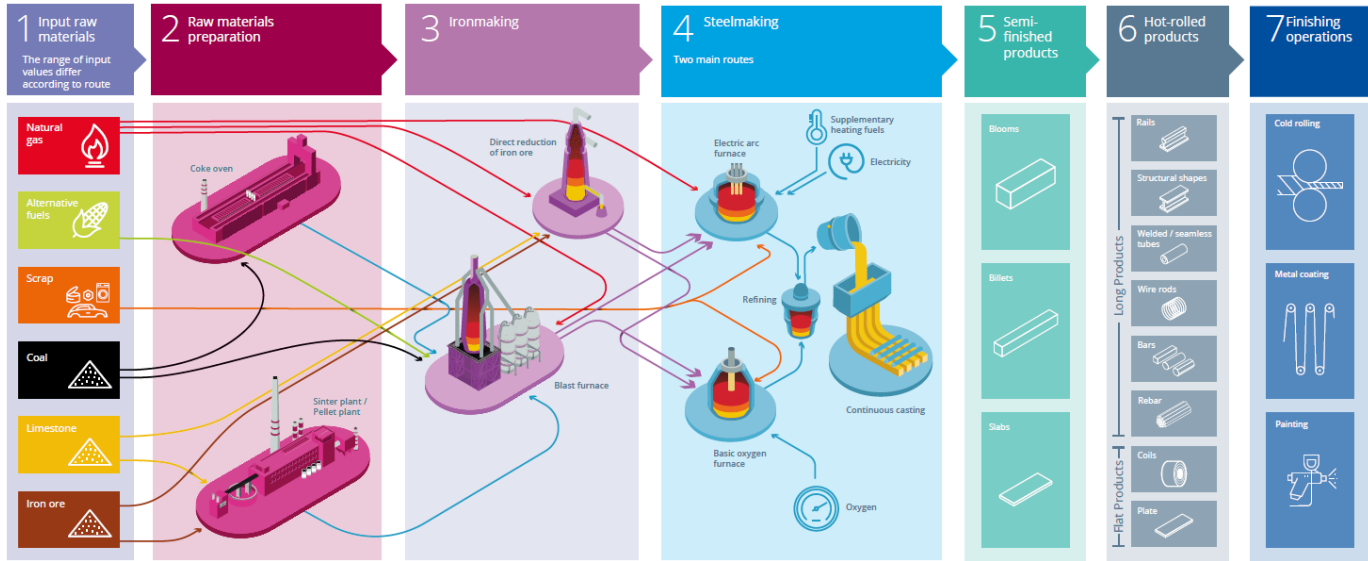 1 Input raw
materials
The range of input
values differ
according to route
2 Raw materials
preparation
3 Ironmaking
4 Steelmaking
Two main routes
5 Semi-
finished
products
6 Hot-rolled
products
7 Finishing
operations
Natural
gas
Alternative
fuels
Scrap
Coal
Limestone
Iron ore
Coke oven
Sinter plant /
Pellet plant
Direct reduction
of iron ore
Blast furnace
Electric arc
furnace
Supplementary
heating fuels
Electricity
Refining
Continuous casting
Basic oxygen
furnace
Oxygen
Blooms
Billets
Slabs
Long Products
Rails
Structural shapes
Welded / seamless
tubes
Wire rods
Bars
Rebar
Flat Products
Coils
Plate
Cold rolling
Metal coating
Painting